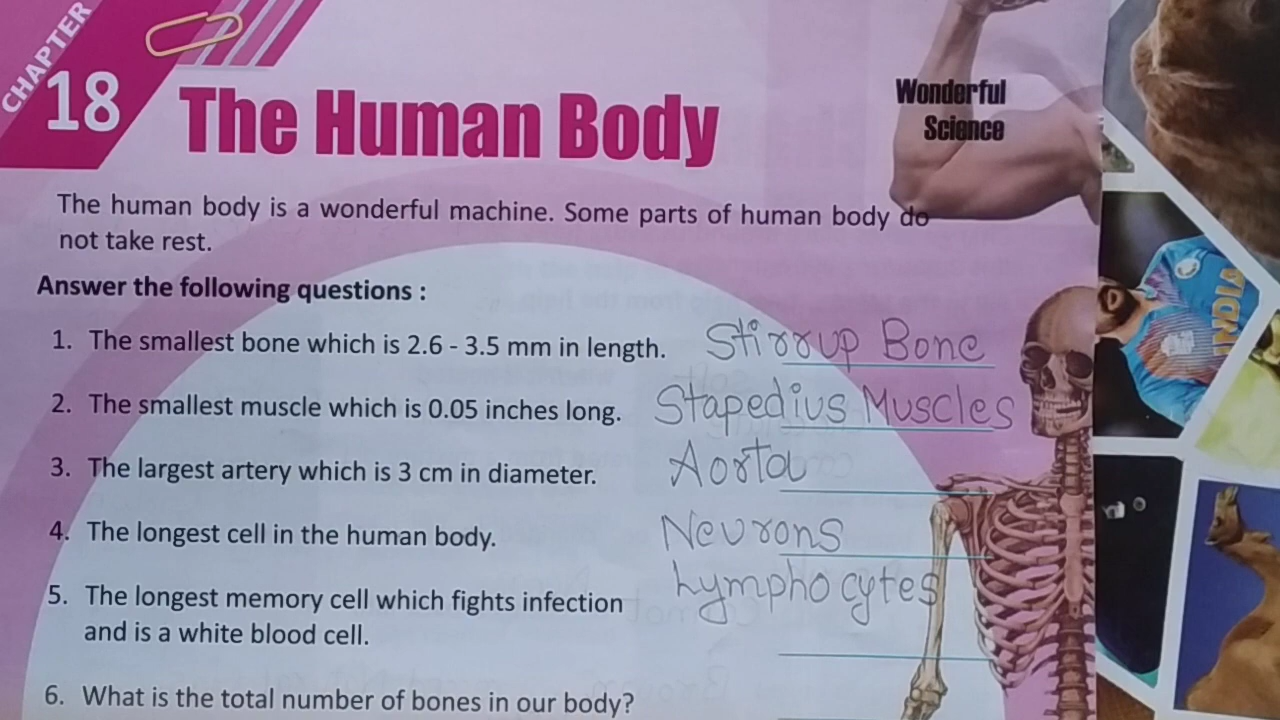 CHAPTER
18
The Human Body
Wonderful
Science
The human body is a wonderful machine. Some parts of human body do
not take rest.
Answer the following questions :
1. The smallest bone which is 2.6 - 3.5 mm in length. Stirrup Bone
2. The smallest muscle which is 0.05 inches long. Stapedius Muscles
3. The largest artery which is 3 cm in diameter. Aorta
4. The longest cell in the human body. Neurons
5. The longest memory cell which fights infection Lymphocytes
and is a white blood cell.
6. What is the total number of bones in our body?
INDIA